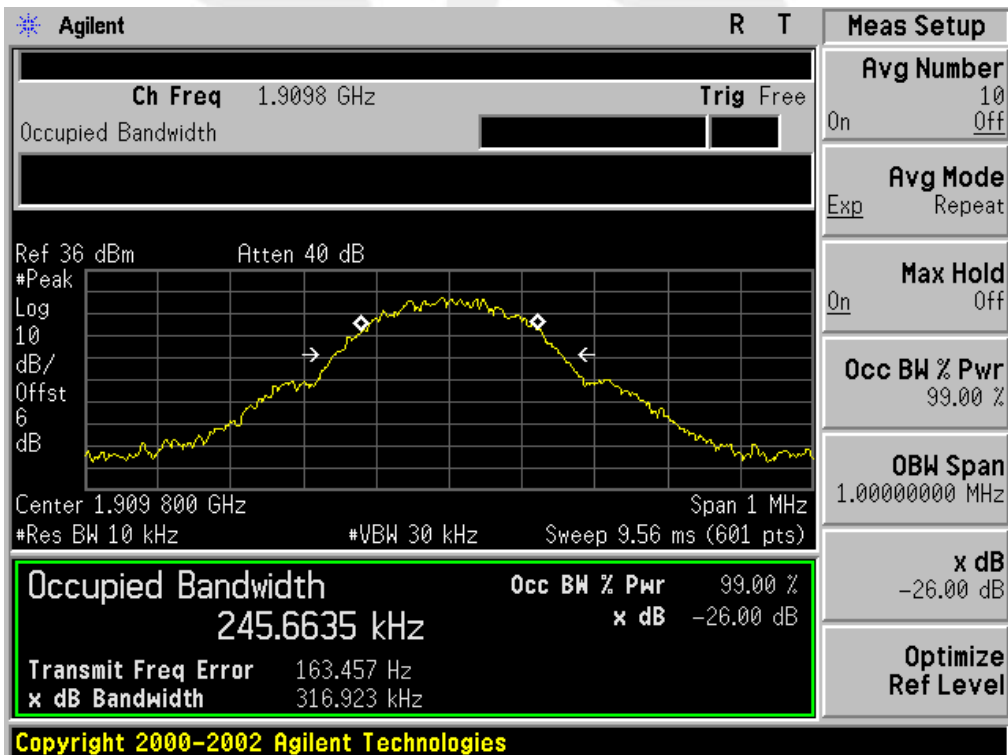 Agilent R T
Ch Freq 1.9098 GHz Trig Free
Occupied Bandwidth
Ref 36 dBm Atten 40 dB
#Peak
Log
10
dB/
Offst
6
dB
Center 1.909 800 GHz Span 1 MHz
#Res BW 10 kHz #VBW 30 kHz Sweep 9.56 ms (601 pts)
Occupied Bandwidth Occ BW % Pwr 99.00 %
245.6635 kHz x dB -26.00 dB
Transmit Freq Error 163.457 Hz
x dB Bandwidth 316.923 kHz
Copyright 2000-2002 Agilent Technologies
Meas Setup
Avg Number
10
On Off
Avg Mode
Exp Repeat
Max Hold
On Off
Occ BW % Pwr
99.00 %
OBW Span
1.00000000 MHz
x dB
-26.00 dB
Optimize
Ref Level